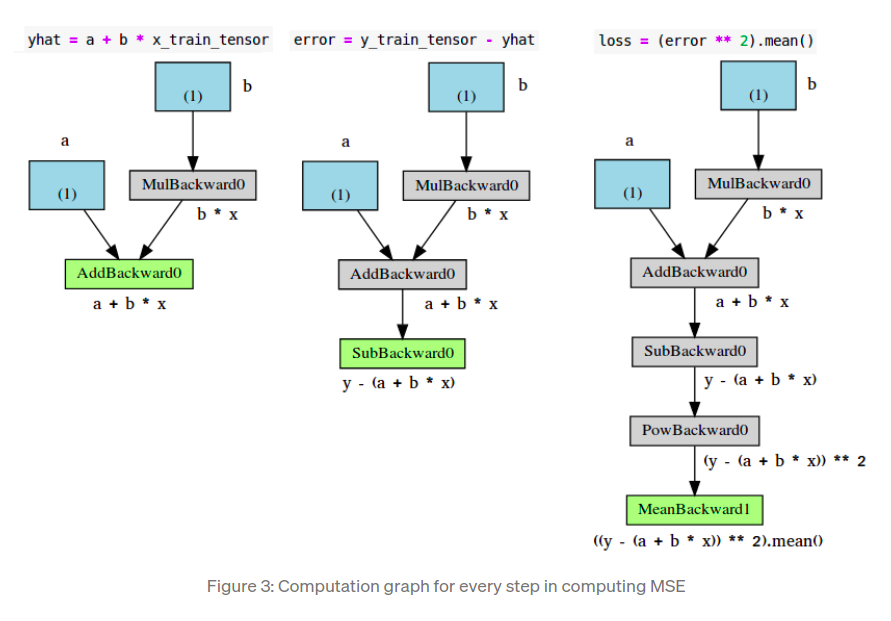 yhat = a + b * x_train_tensor
(1)
b
a
(1)
MulBackward0
b * x
AddBackward0
a + b * x
error = y_train_tensor - yhat
(1)
b
a
(1)
MulBackward0
b * x
AddBackward0
a + b * x
SubBackward0
y - (a + b * x)
loss = (error ** 2).mean()
(1)
b
a
(1)
MulBackward0
b * x
AddBackward0
a + b * x
SubBackward0
y - (a + b * x)
PowBackward0
(y - (a + b * x)) ** 2
MeanBackward1
((y - (a + b * x)) ** 2).mean()
Figure 3: Computation graph for every step in computing MSE